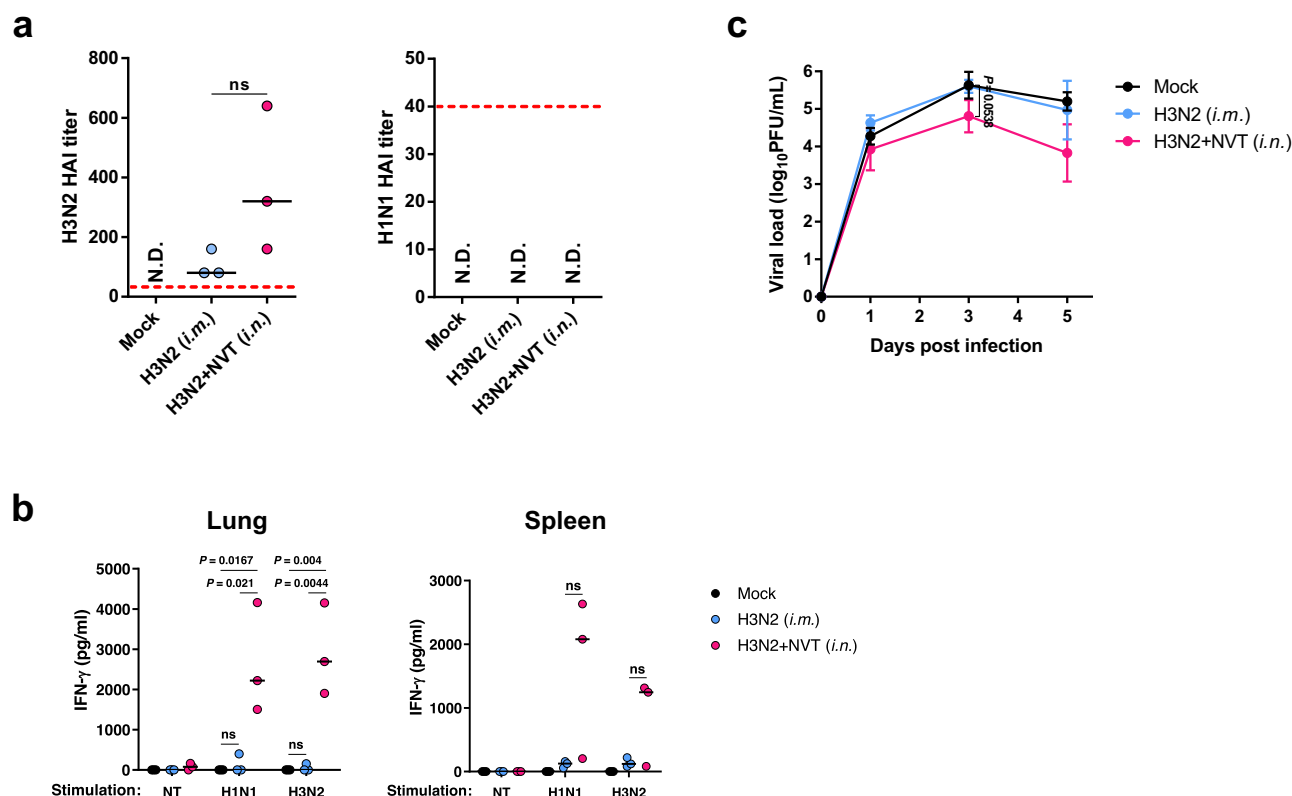 a
H3N2 HAI titer
800
600
400
200
0
ns
N.D.
Mock
H3N2 (i.m.)
H3N2+NVT (i.n.)
H1N1 HAI titer
50
40
30
20
10
0
N.D.
N.D.
N.D.
Mock
H3N2 (i.m.)
H3N2+NVT (i.n.)
c
Viral load (log10PFU/mL)
6
5
4
3
2
1
0
P = 0.0538
0 1 2 3 4 5
Days post infection
Mock
H3N2 (i.m.)
H3N2+NVT (i.n.)
b
Lung
IFN-γ (pg/ml)
5000
4000
3000
2000
1000
0
P = 0.0167
P = 0.004
P = 0.021
P = 0.0044
ns
ns
Stimulation: NT H1N1 H3N2
Spleen
IFN-γ (pg/ml)
3000
2000
1000
0
ns
ns
Stimulation: NT H1N1 H3N2
Mock
H3N2 (i.m.)
H3N2+NVT (i.n.)